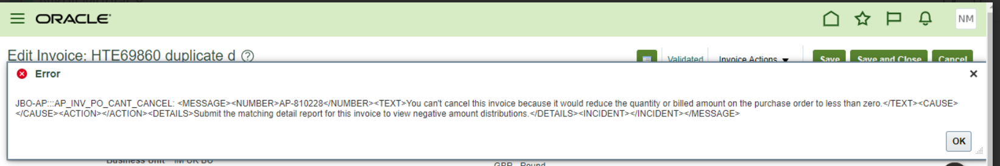 ORACLE
NM
Edit Invoice: HTE69860 duplicate d
Validated Invoice Actions Save Save and Close Cancel
Error
JBO-AP:::AP_INV_PO_CANT_CANCEL: <MESSAGE><NUMBER>AP-810228</NUMBER><TEXT>You can't cancel this invoice because it would reduce the quantity or billed amount on the purchase order to less than zero.</TEXT><CAUSE>
</CAUSE><ACTION></ACTION><DETAILS>Submit the matching detail report for this invoice to view negative amount distributions.</DETAILS><INCIDENT></INCIDENT></MESSAGE>
OK
Business Unit